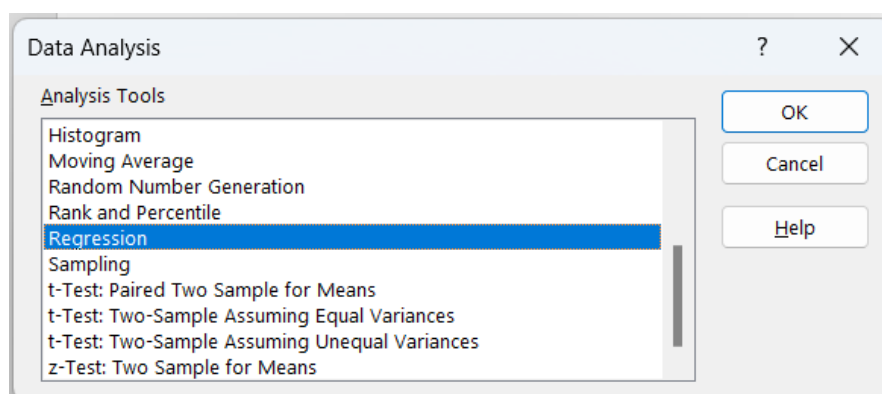 Data Analysis
?
Analysis Tools
Histogram
Moving Average
Random Number Generation
Rank and Percentile
Regression
Sampling
t-Test: Paired Two Sample for Means
t-Test: Two-Sample Assuming Equal Variances
t-Test: Two-Sample Assuming Unequal Variances
z-Test: Two Sample for Means
OK
Cancel
Help